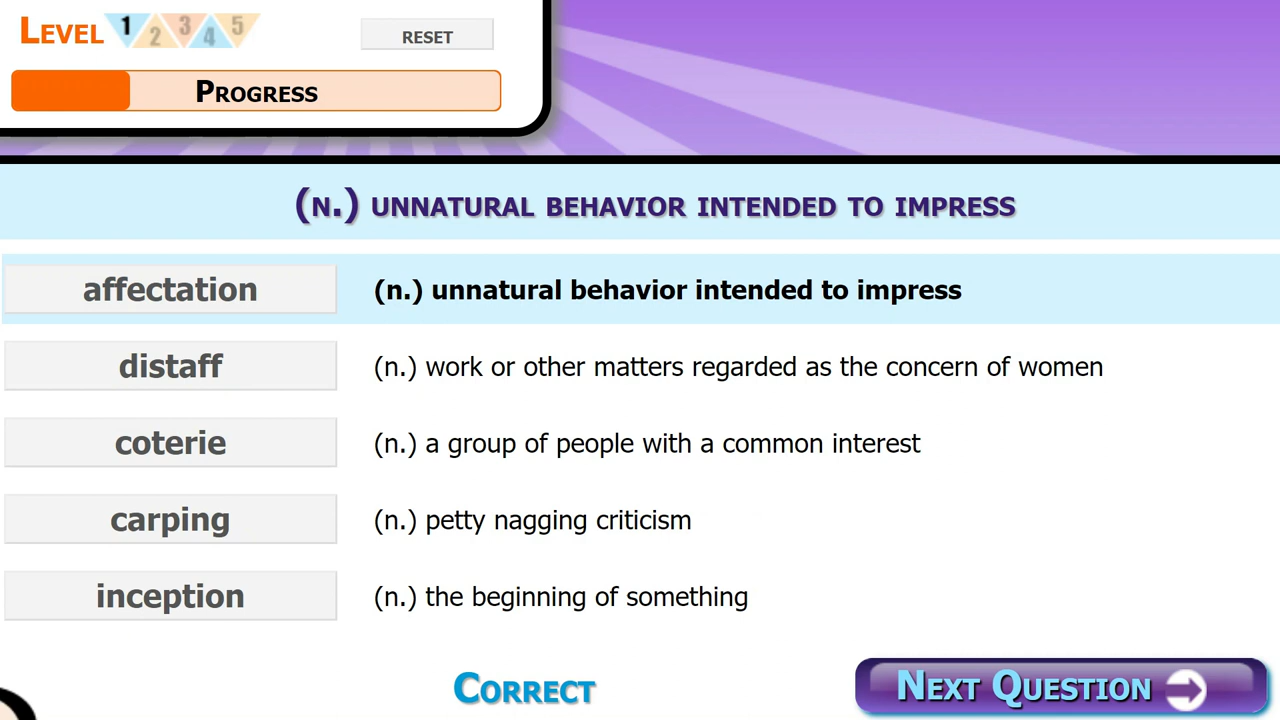 LEVEL 1 2 3 4 5
RESET
PROGRESS
(N.) UNNATURAL BEHAVIOR INTENDED TO IMPRESS
affectation (n.) unnatural behavior intended to impress
distaff (n.) work or other matters regarded as the concern of women
coterie (n.) a group of people with a common interest
carping (n.) petty nagging criticism
inception (n.) the beginning of something
CORRECT
NEXT QUESTION